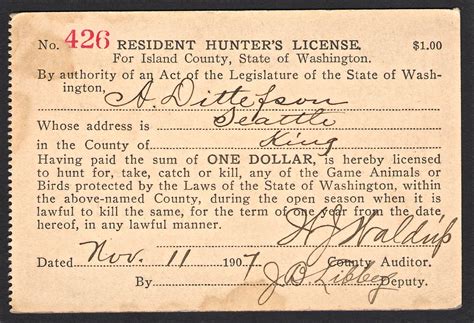 No. 426 RESIDENT HUNTER'S LICENSE. $1.00
For Island County, State of Washington.
By authority of an Act of the Legislature of the State of Wash-
ington, A. Dittefson
Whose address is Seattle
in the County of King
Having paid the sum of ONE DOLLAR, is hereby licensed
to hunt for, take, catch or kill, any of the Game Animals or
Birds protected by the Laws of the State of Washington, within
the above-named County, during the open season when it is
lawful to kill the same, for the term of one year from the date
hereof, in any lawful manner. H J Waldrip
Dated Nov. 11 1907 County Auditor.
By J D Libbey Deputy.